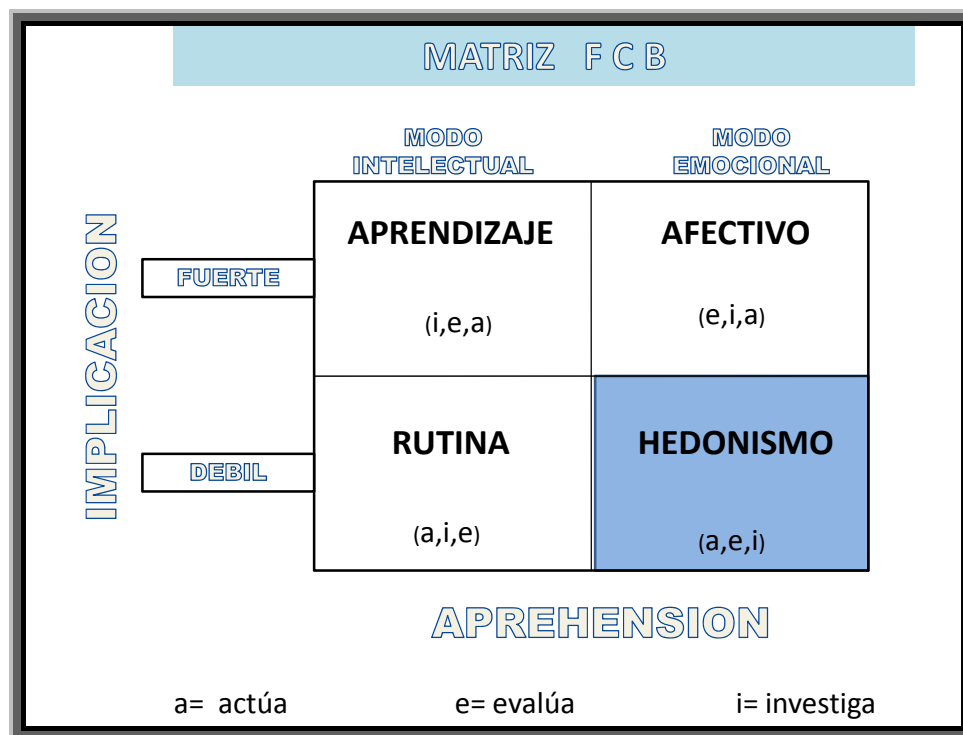 MATRIZ F C B
MODO
INTELECTUAL
MODO
EMOCIONAL
IMPLICACION
FUERTE
APRENDIZAJE
(i,e,a)
AFECTIVO
(e,i,a)
DEBIL
RUTINA
(a,i,e)
HEDONISMO
(a,e,i)
APREHENSION
a= actúa
e= evalúa
i= investiga